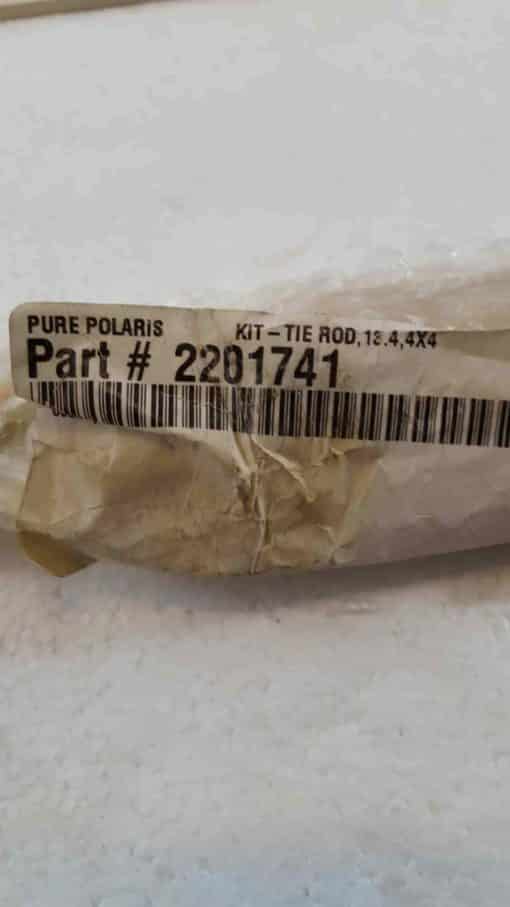 PURE POLARIS KIT-TIE ROD,13.4,4X4
Part # 2201741